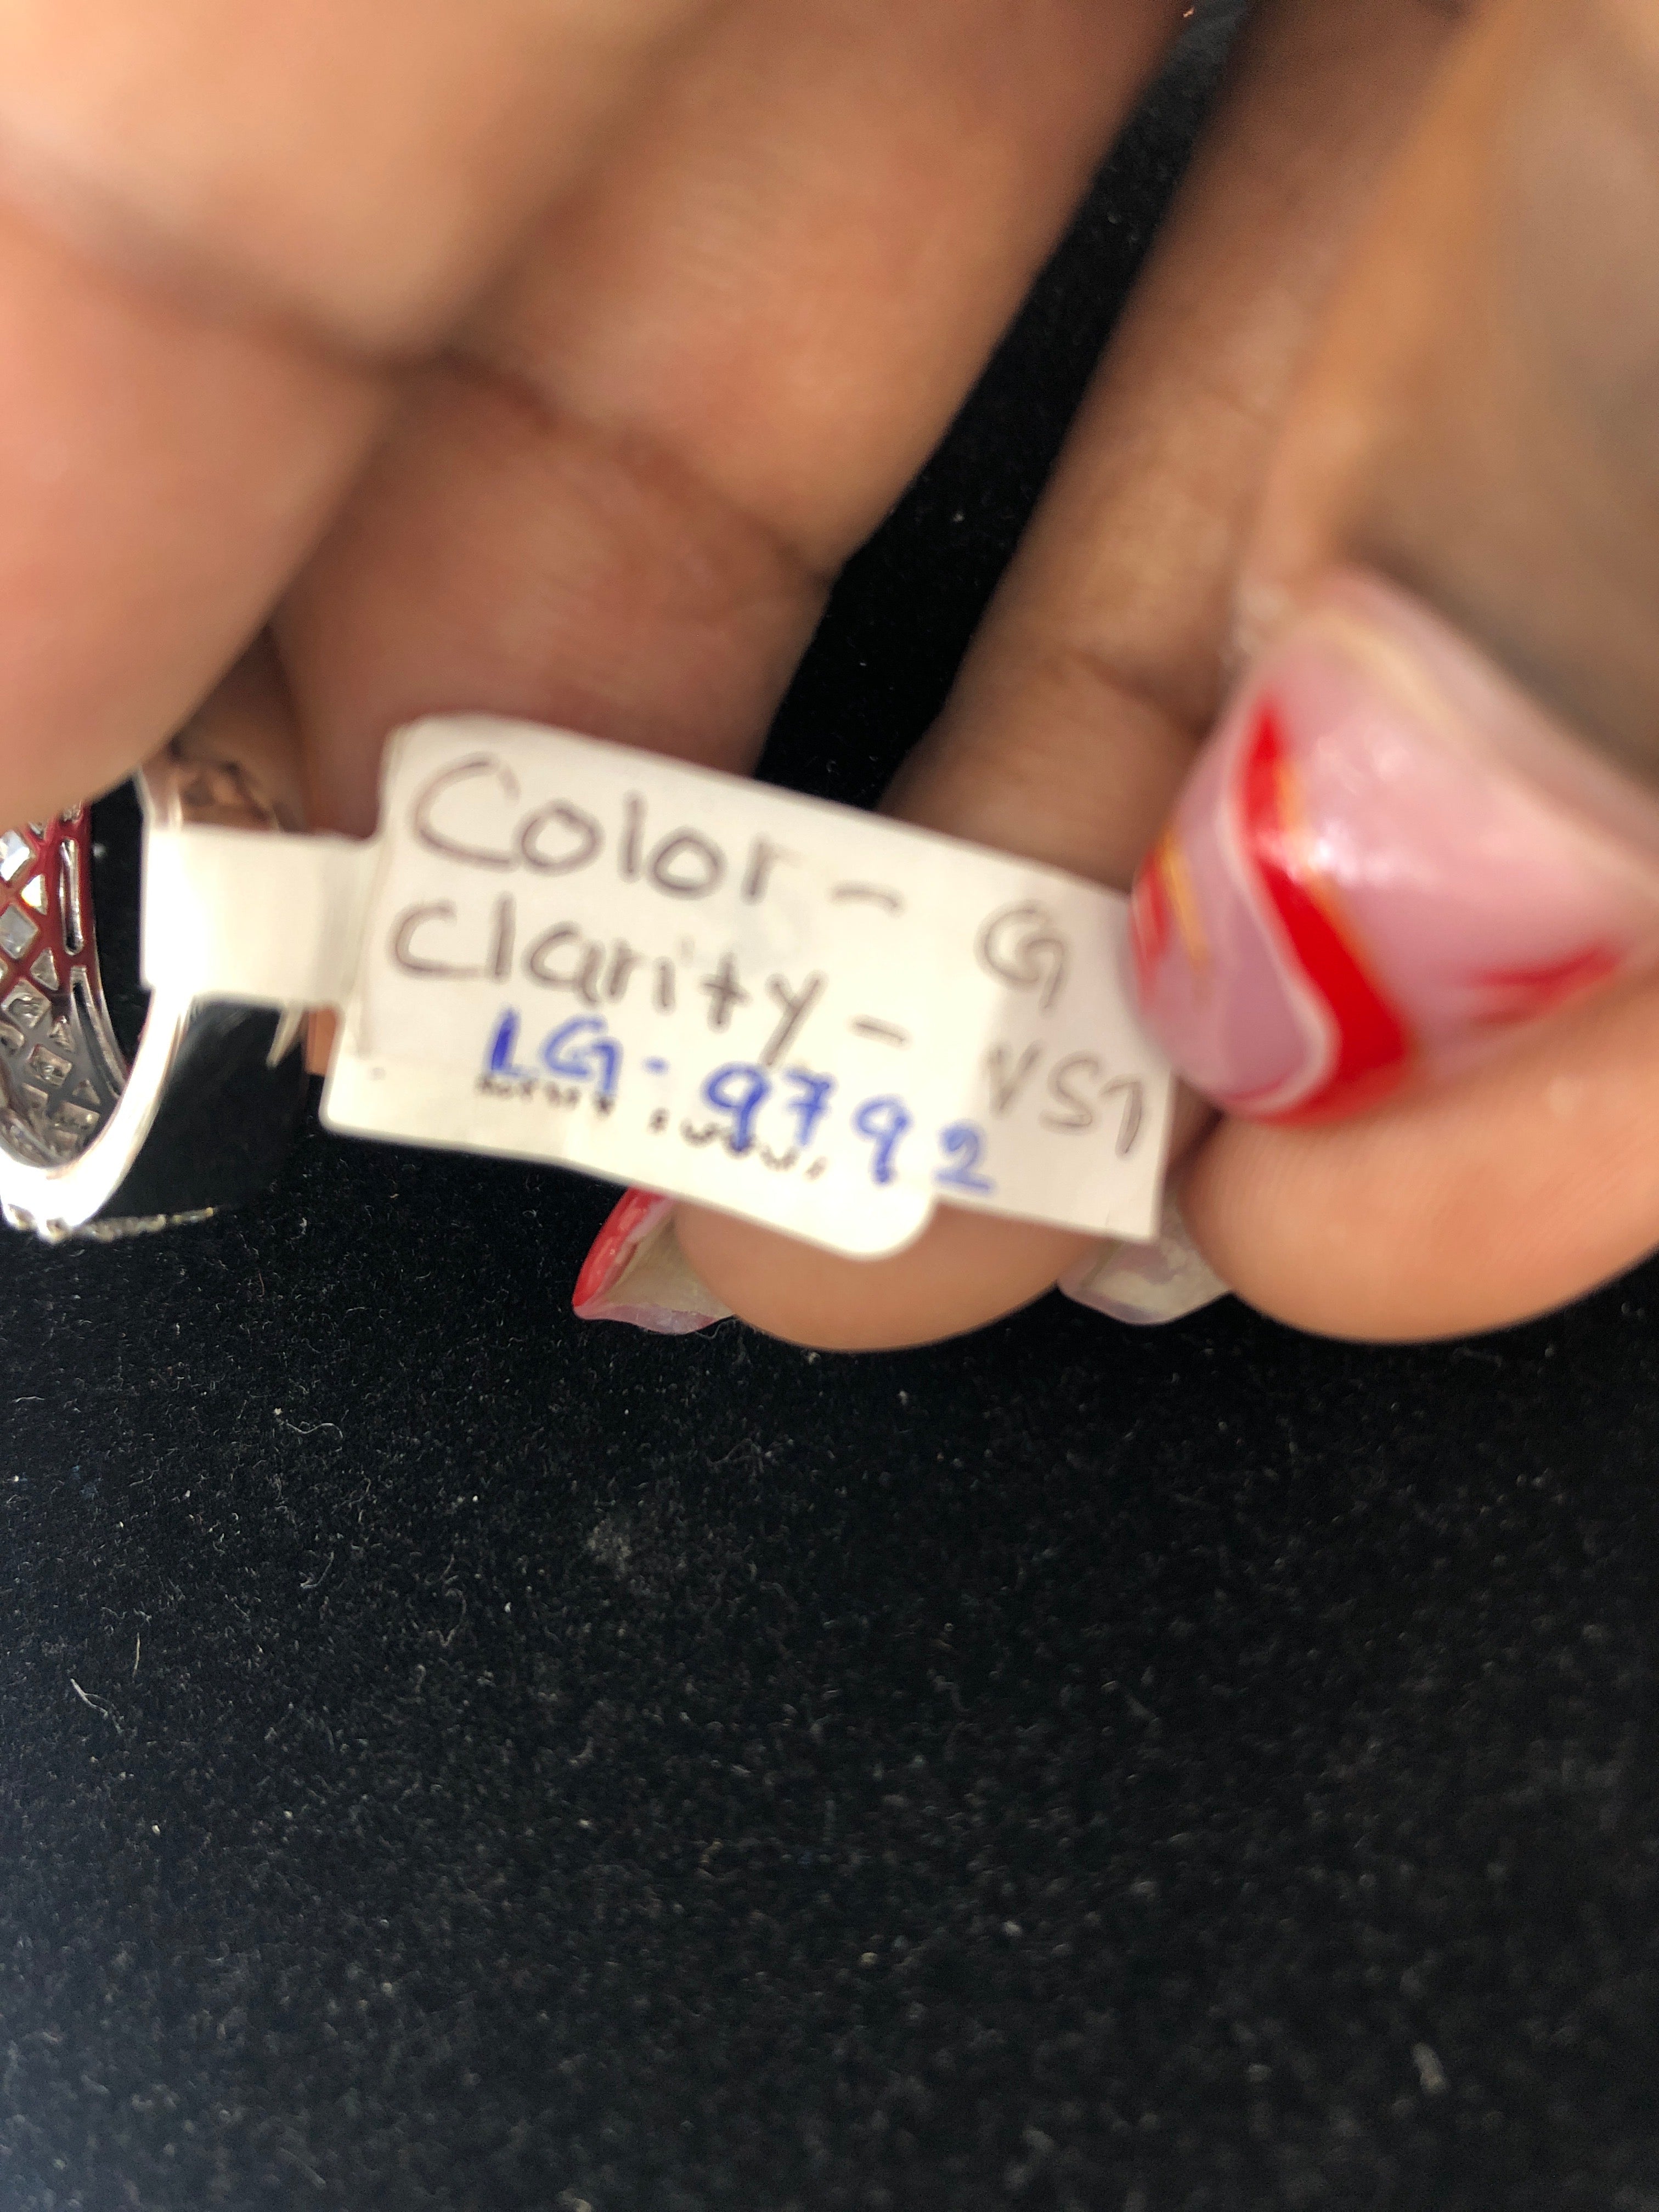 Color - G
Clarity - VS1
LG- 9792